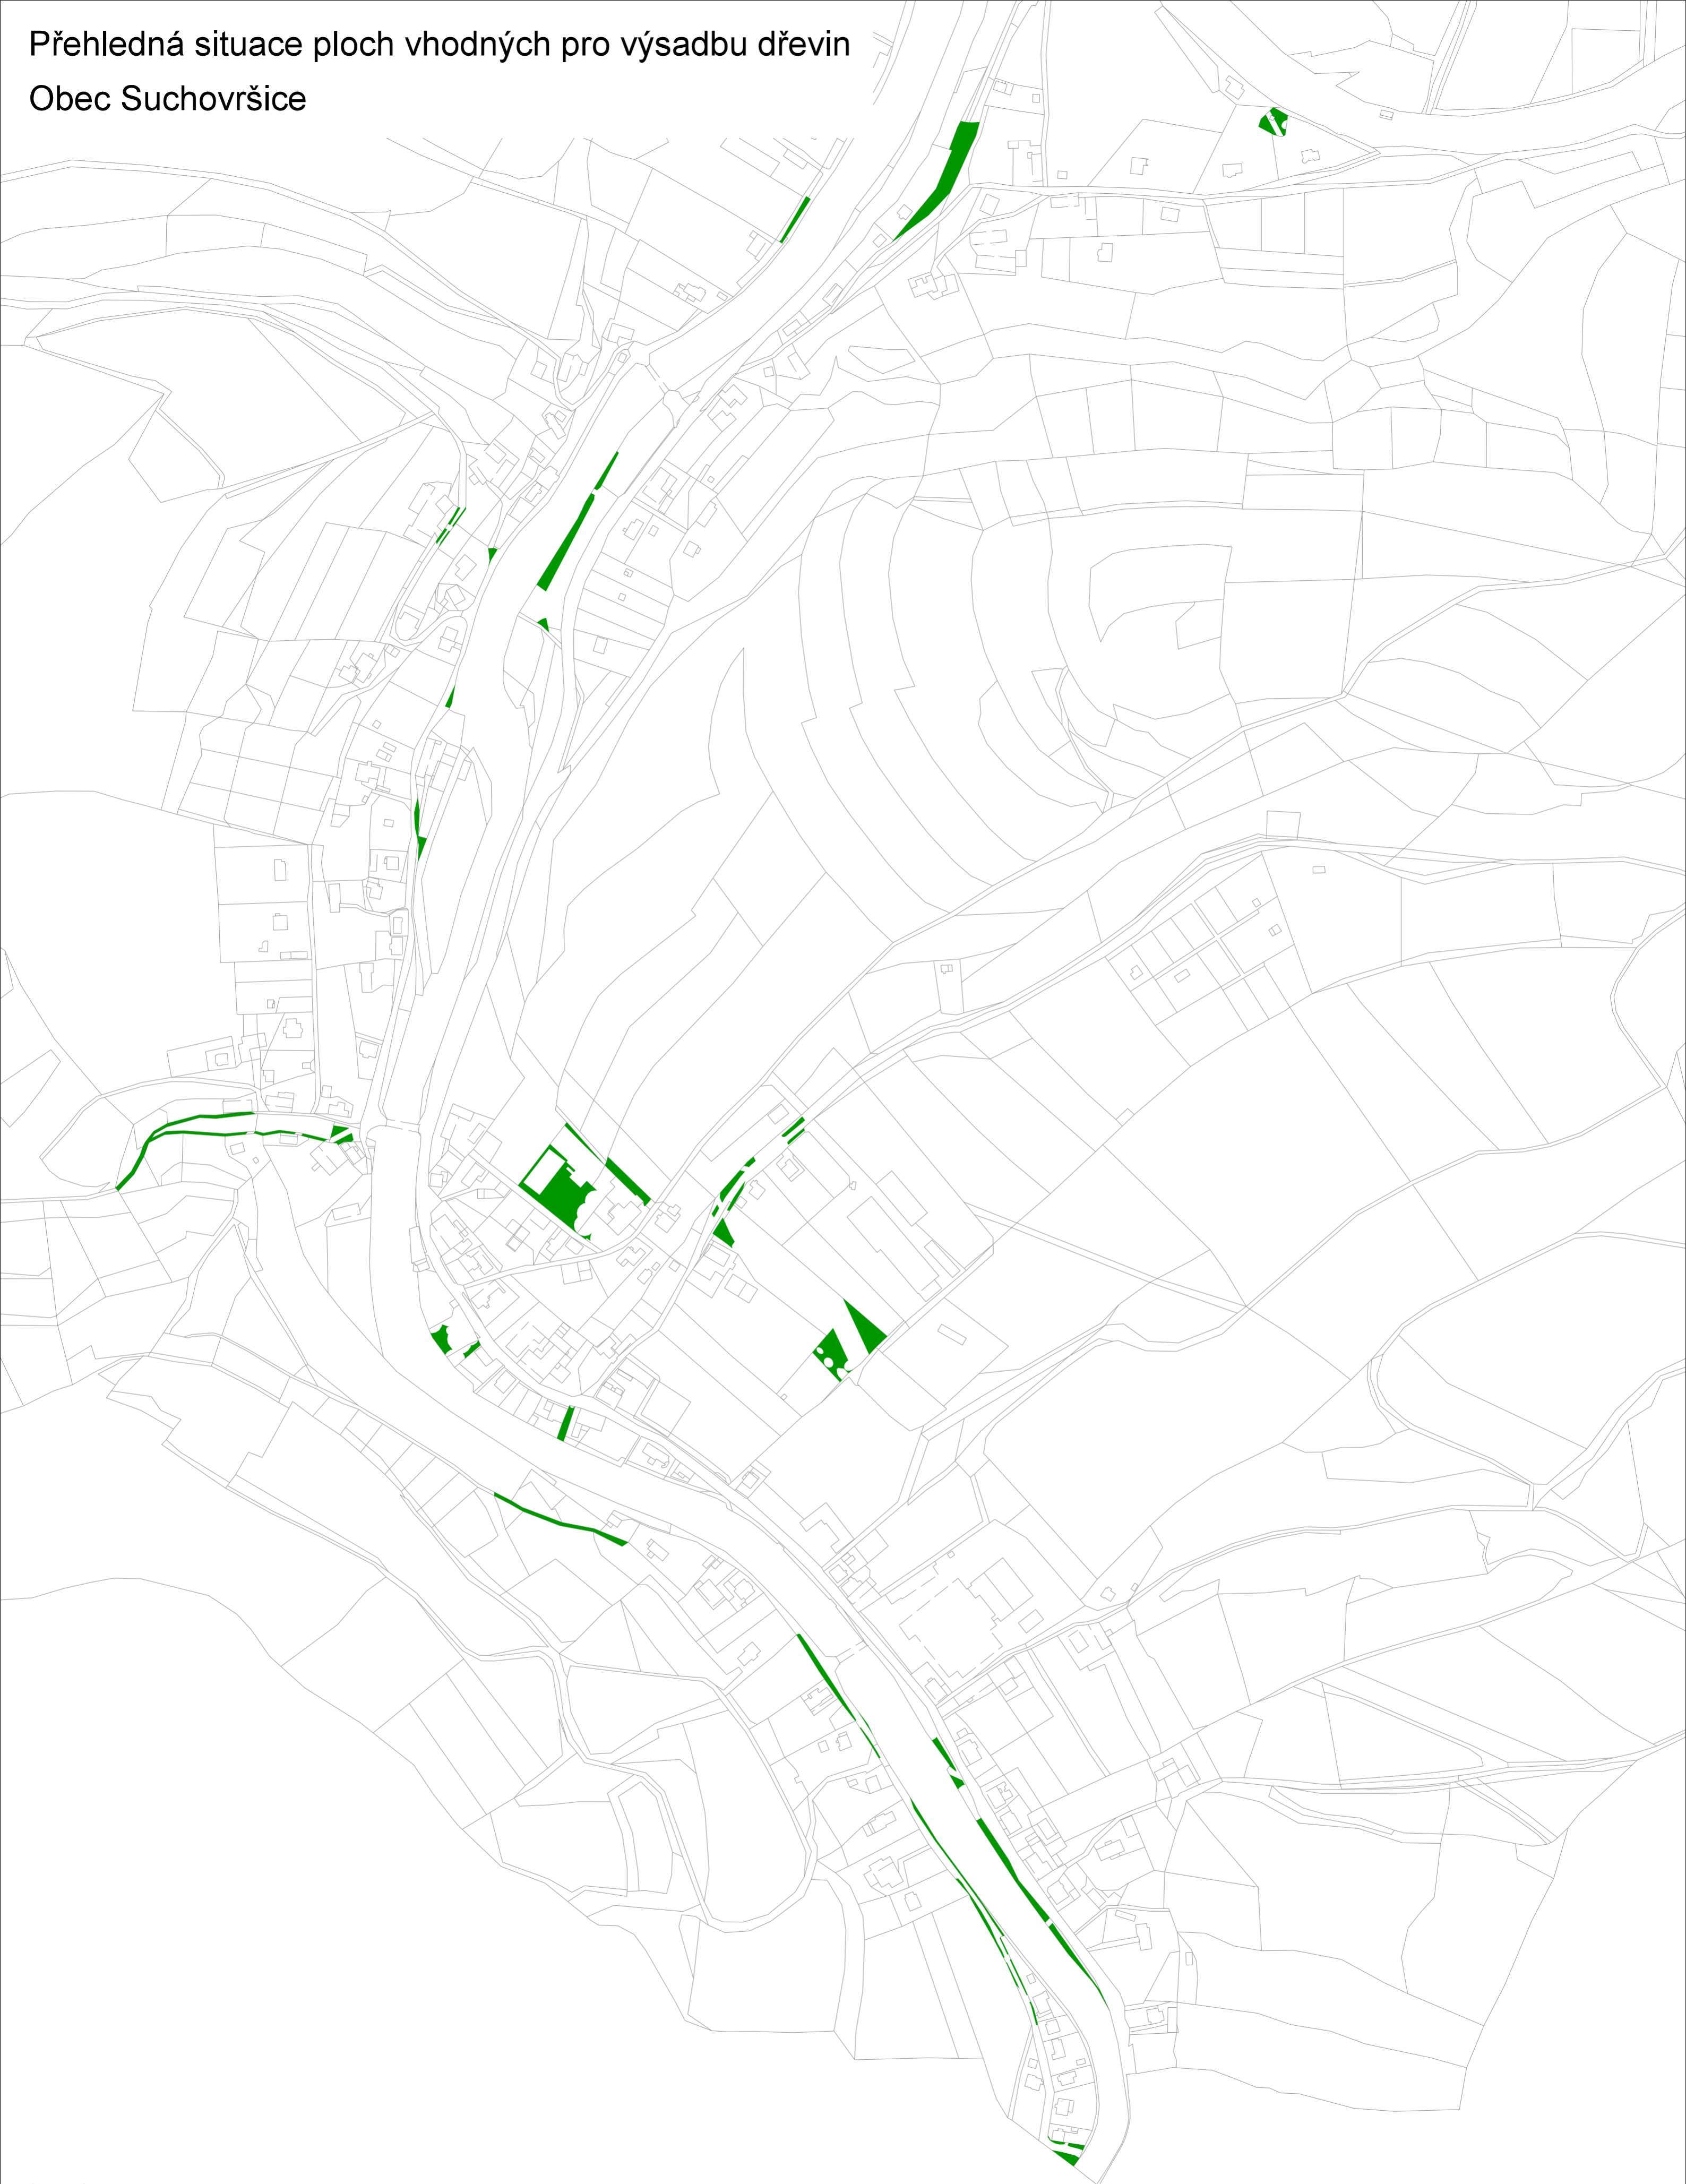 Přehledná situace ploch vhodných pro výsadbu dřevin
Obec Suchovršice